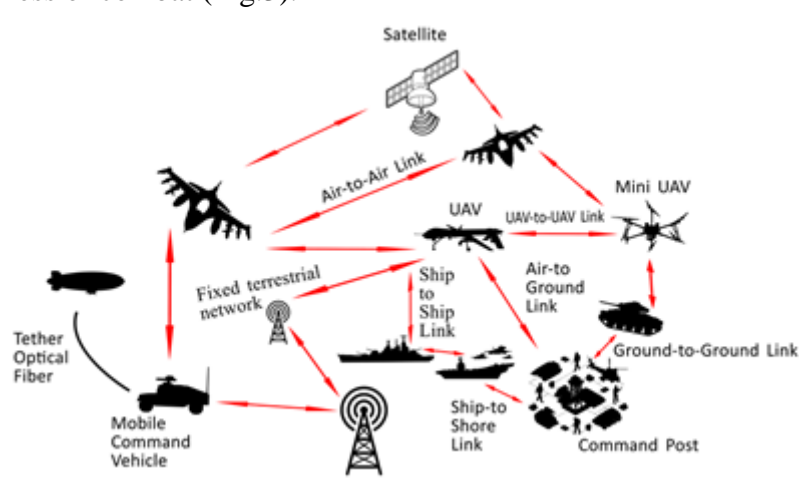 Satellite
Air-to-Air Link
Mini UAV
UAV
UAV-to-UAV Link
Fixed terrestrial
network
Ship
to
Ship
Link
Air-to
Ground
Link
Tether
Optical
Fiber
Ground-to-Ground Link
Mobile
Command
Vehicle
Ship-to
Shore
Link
Command Post